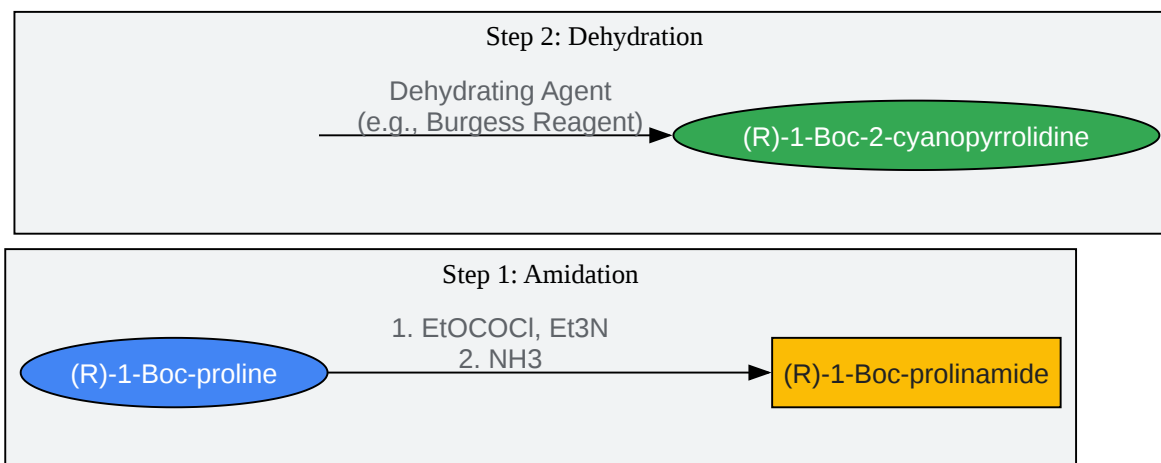 Step 2: Dehydration
Dehydrating Agent
(e.g., Burgess Reagent)
(R)-1-Boc-2-cyanopyrrolidine
Step 1: Amidation
1. EtOCOCl, Et3N
2. NH3
(R)-1-Boc-proline
(R)-1-Boc-prolinamide